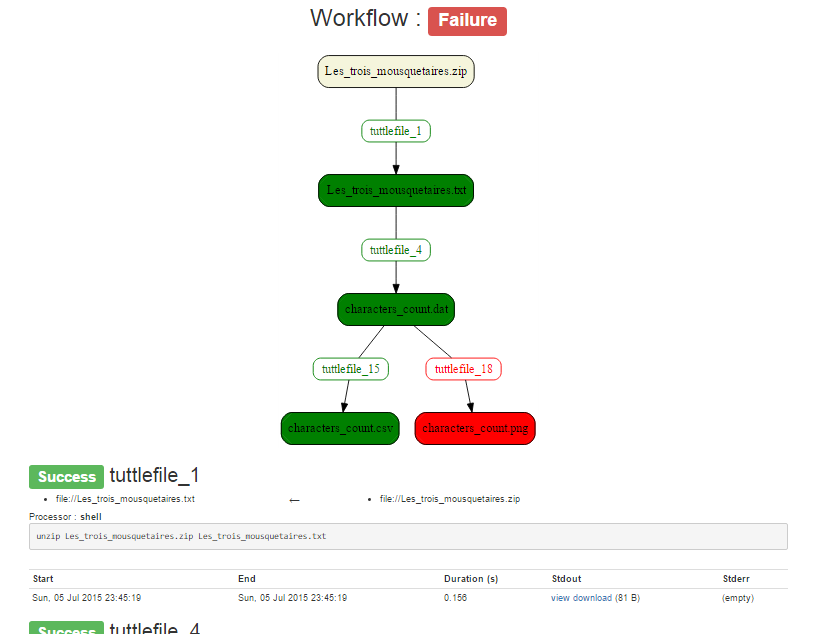 Workflow : Failure
Les_trois_mousquetaires.zip
tuttlefile_1
Les_trois_mousquetaires.txt
tuttlefile_4
characters_count.dat
tuttlefile_15 tuttlefile_18
characters_count.csv characters_count.png
Success tuttlefile_1
• file://Les_trois_mousquetaires.txt ← • file://Les_trois_mousquetaires.zip
Processor : shell
unzip Les_trois_mousquetaires.zip Les_trois_mousquetaires.txt
Start End Duration (s) Stdout Stderr
Sun, 05 Jul 2015 23:45:19 Sun, 05 Jul 2015 23:45:19 0.156 view download (81 B) (empty)
Success tuttlefile_4